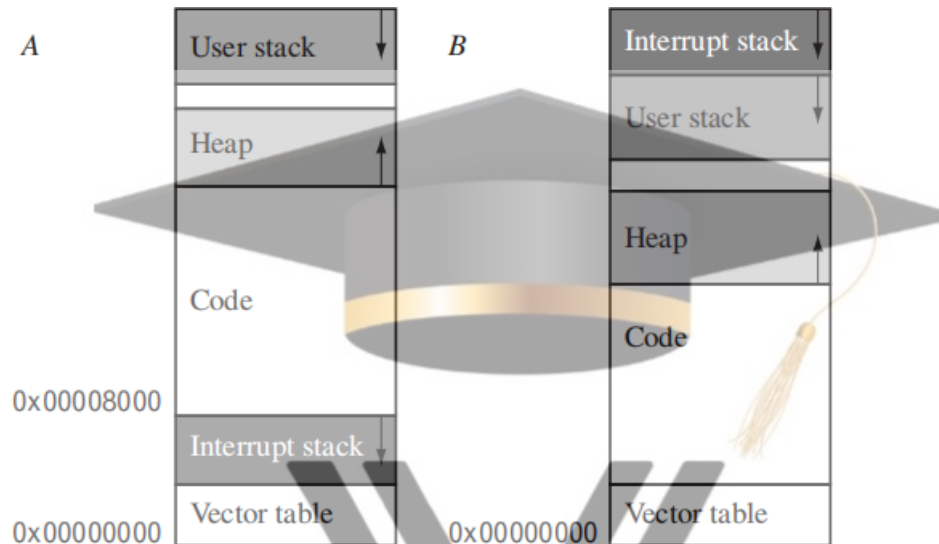 A
User stack
Heap
Code
0x00008000
Interrupt stack
Vector table
0x00000000
B
Interrupt stack
User stack
Heap
Code
Vector table
0x00000000